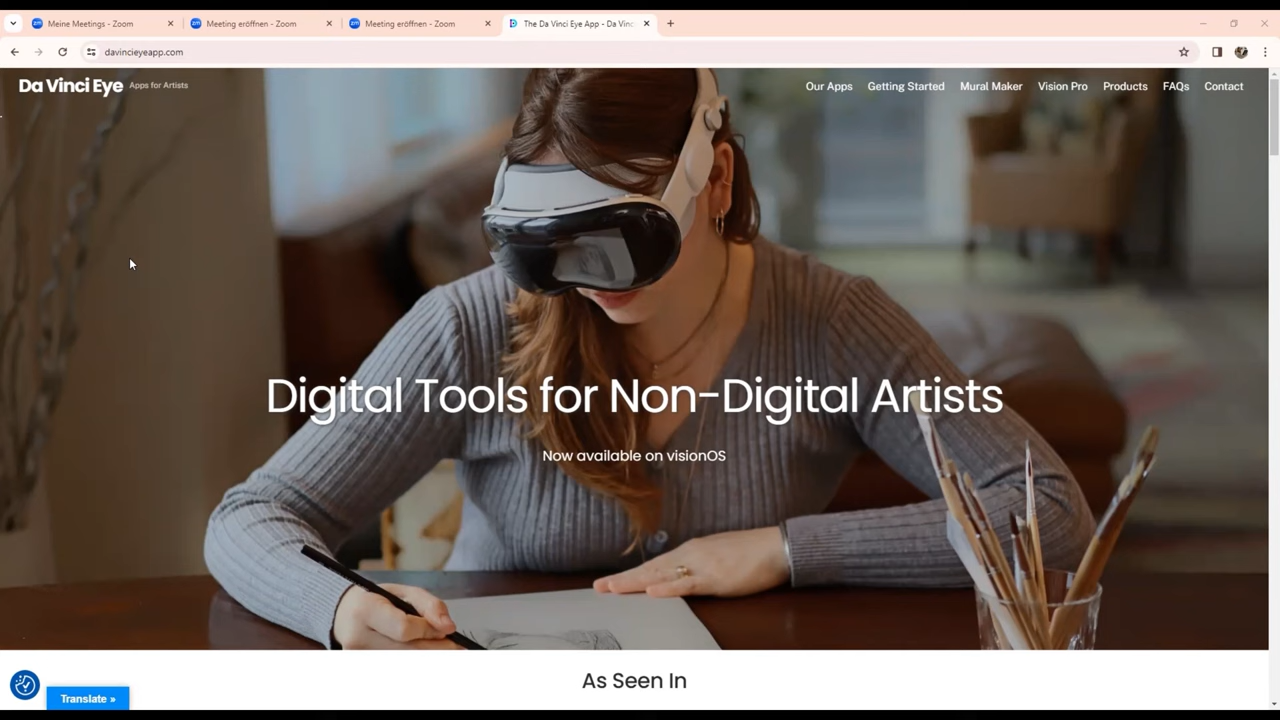 Meine Meetings - Zoom
Meeting eröffnen - Zoom
Meeting eröffnen - Zoom
The Da Vinci Eye App - Da Vinc
davincieyeapp.com
Da Vinci Eye Apps for Artists
Our Apps Getting Started Mural Maker Vision Pro Products FAQs Contact
Digital Tools for Non-Digital Artists
Now available on visionOS
As Seen In
Translate »